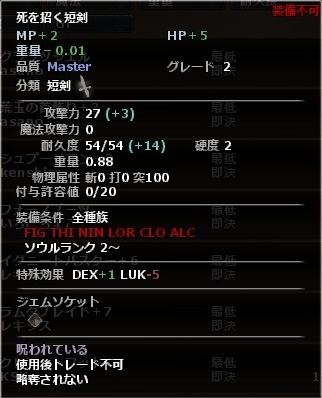 装備不可
死を招く短剣
MP＋2 HP＋5
重量－0.01
品質 Master グレード 2
分類 短剣
攻撃力 27 (+3)
魔法攻撃力 0
耐久度 54/54 (+14) 硬度 2
重量 0.88
物理属性 斬0 打0 突100
付与許容値 0/20
装備条件 全種族
FIG THI NIN LOR CLO ALC
ソウルランク 2～
特殊効果 DEX+1 LUK-5
ジェムソケット
呪われている
使用後トレード不可
略奪されない